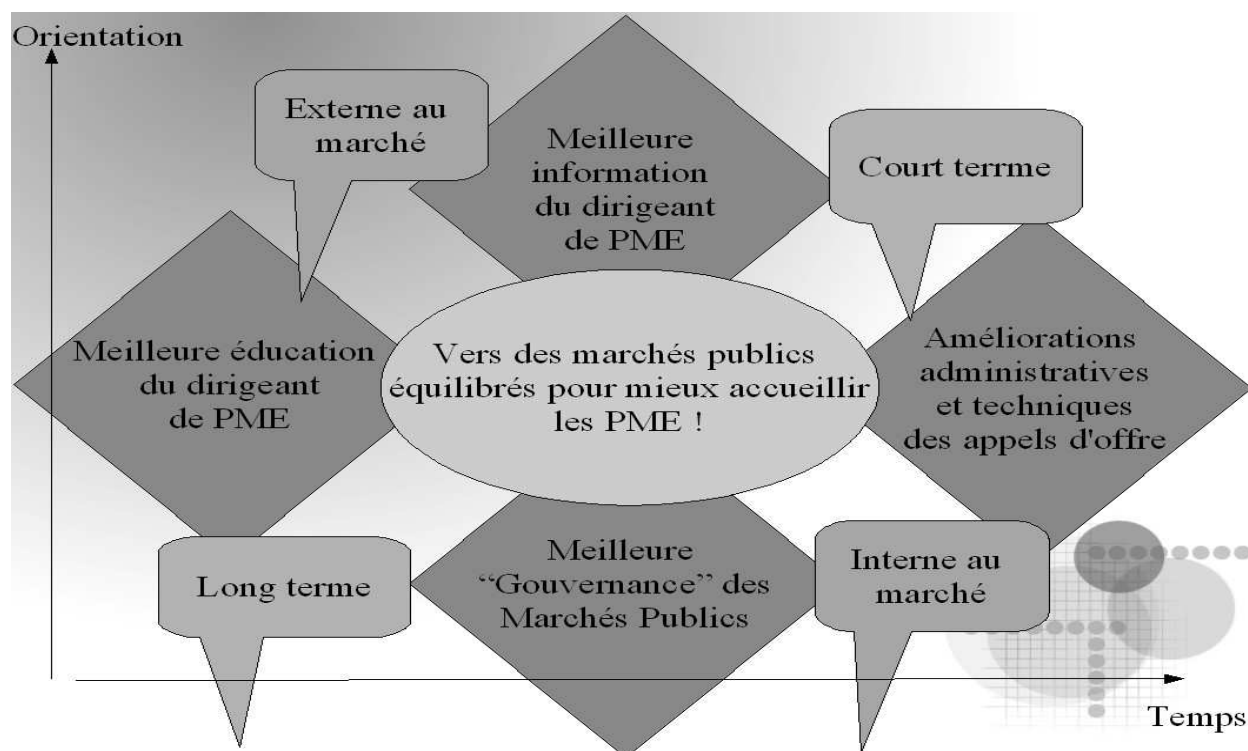 Orientation
Externe au
marché
Meilleure
information
du dirigeant
de PME
Court terrme
Meilleure éducation
du dirigeant
de PME
Vers des marchés publics
équilibrés pour mieux accueillir
les PME !
Améliorations
administratives
et techniques
des appels d'offre
Long terme
Meilleure
“Gouvernance” des
Marchés Publics
Interne au
marché
Temps